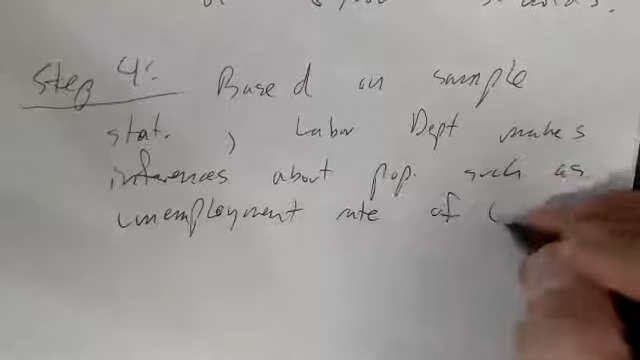 Step 4: Based on sample
stat., Labor Dept makes
inferences about pop. such as
unemployment rate of